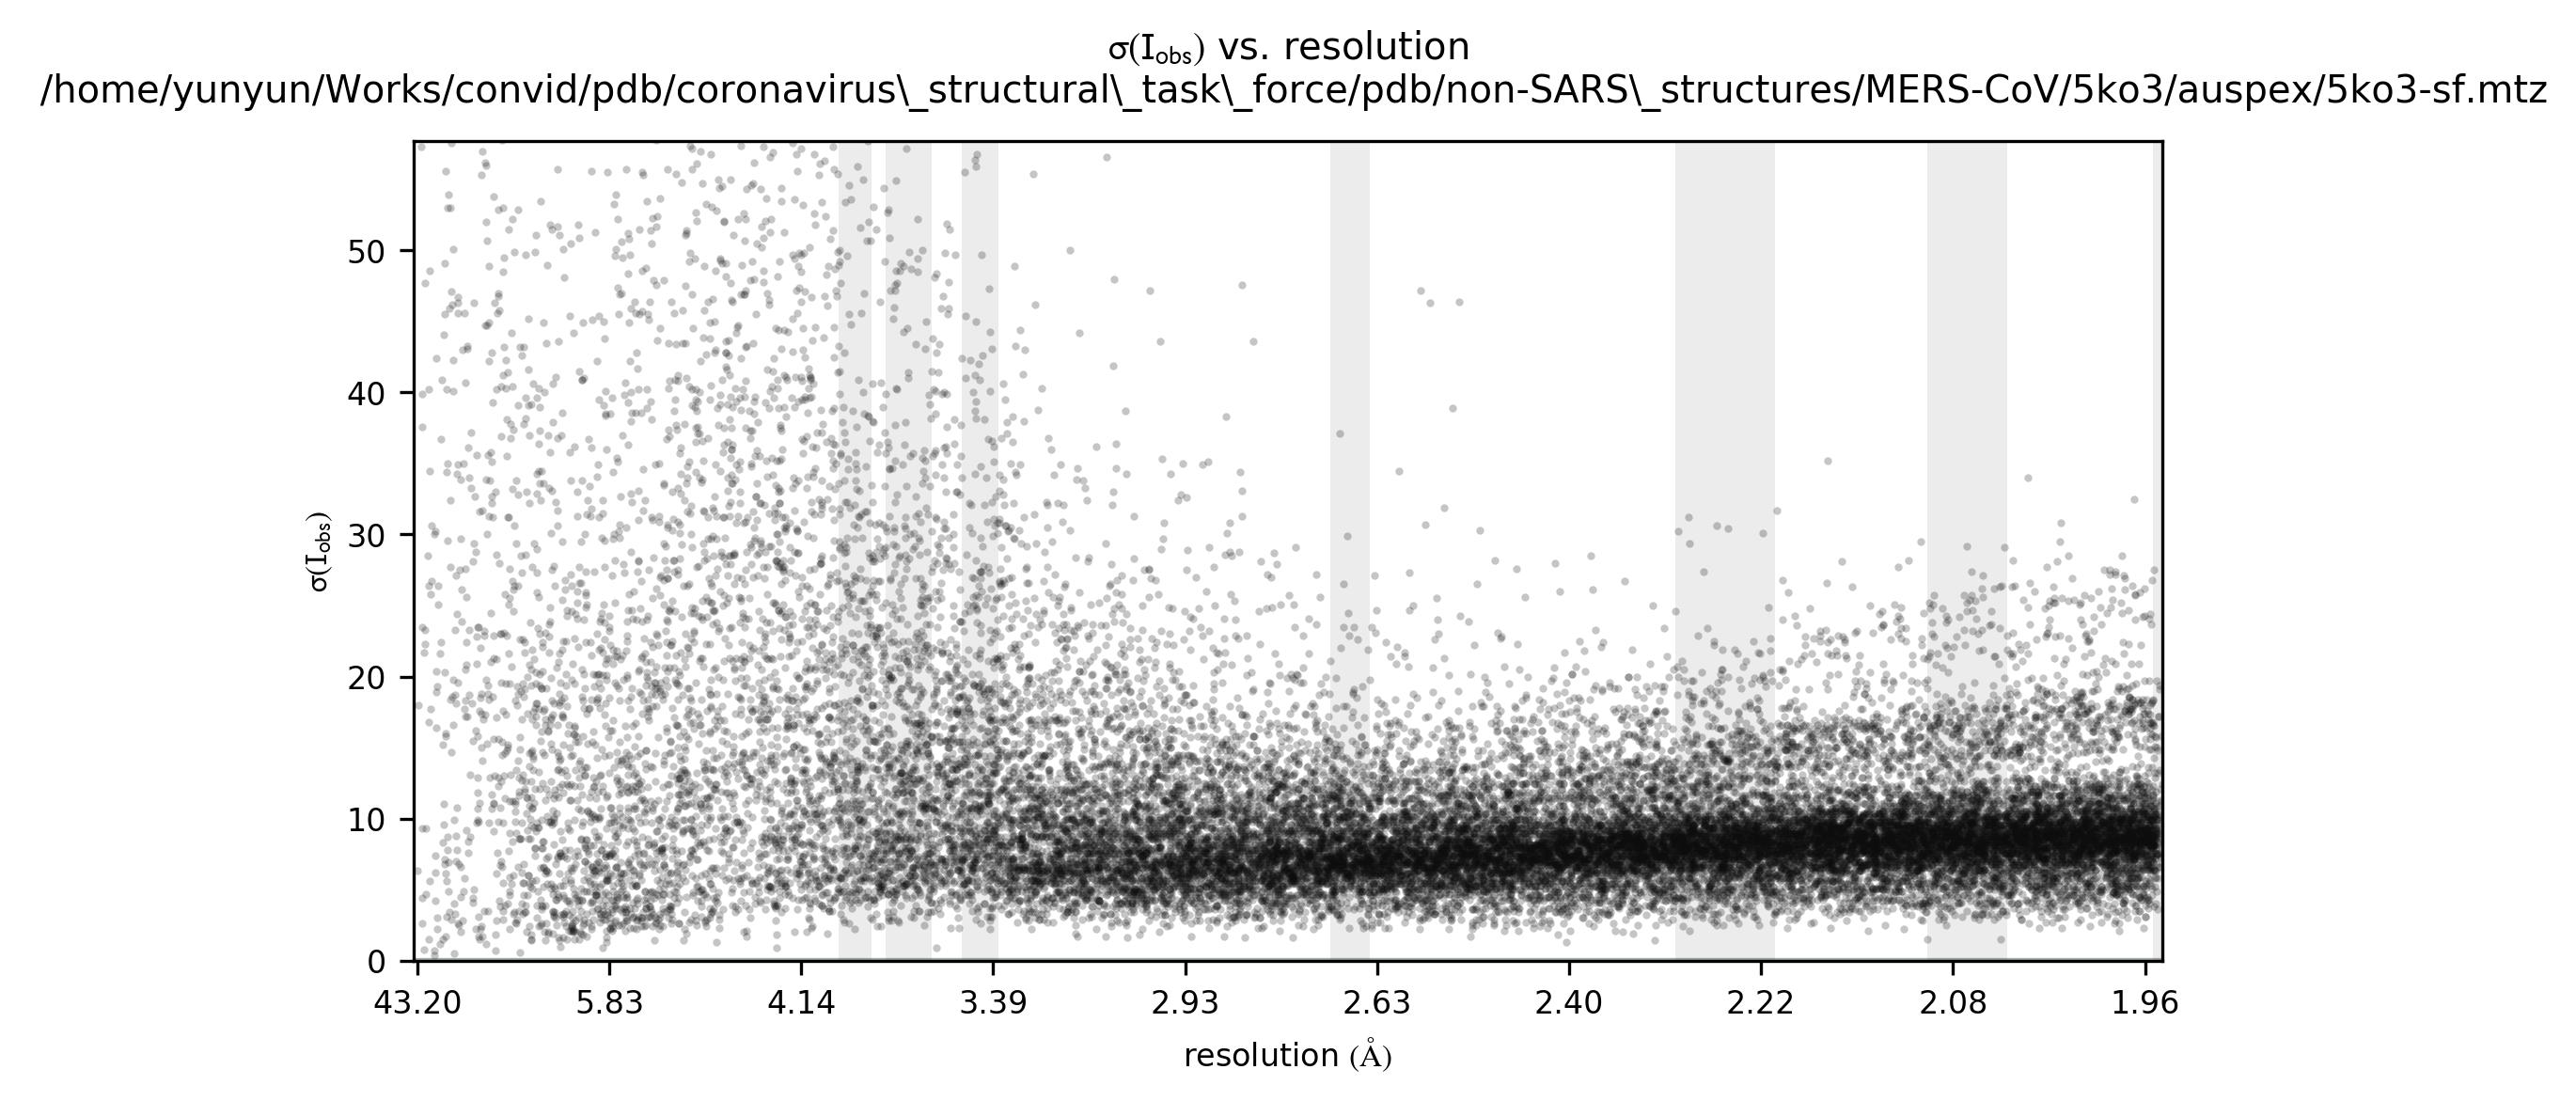 σ(Iobs) vs. resolution
/home/yunyun/Works/convid/pdb/coronavirus\_structural\_task\_force/pdb/non-SARS\_structures/MERS-CoV/5ko3/auspex/5ko3-sf.mtz
50
40
30
20
10
0
σ(Iobs)
43.20 5.83 4.14 3.39 2.93 2.63 2.40 2.22 2.08 1.96
resolution (Å)